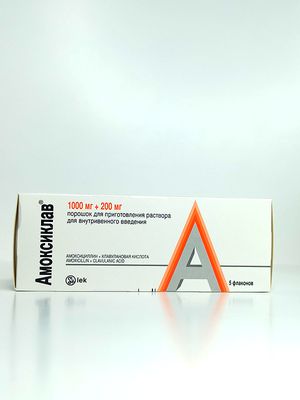 Амоксиклав®
1000 мг + 200 мг
порошок для приготовления раствора
для внутривенного введения
АМОКСИЦИЛЛИН + КЛАВУЛАНОВАЯ КИСЛОТА
AMOXICILLIN + CLAVULANIC ACID
lek
A
5 флаконов